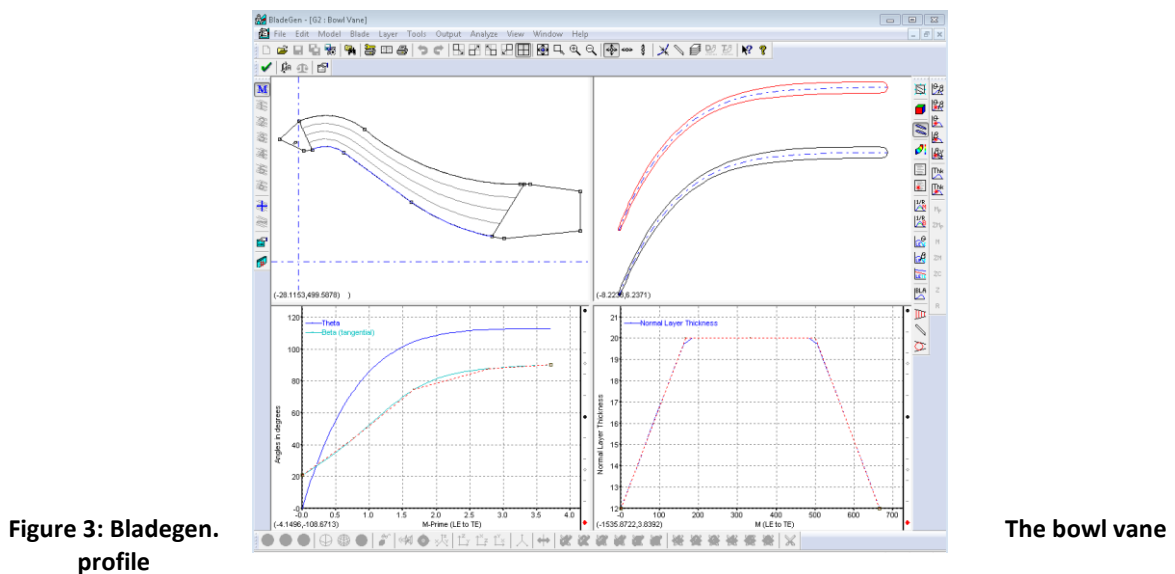 BladeGen - [G2 : Bowl Vane]
File Edit Model Blade Layer Tools Output Analyze View Window Help
M
(-28.1153,499.5878) )
(-8.2238,6.2371)
Theta
Beta (tangential)
120
100
80
60
40
20
-0
Angles in degrees
-0.0 0.5 1.0 1.5 2.0 2.5 3.0 3.5 4.0
(-4.1496,-108.6713) M-Prime (LE to TE)
Normal Layer Thickness
21
20
19
18
17
16
15
14
13
12
Normal Layer Thickness
-0 100 200 300 400 500 600 700
(-1535.8722,3.8392) M (LE to TE)
Figure 3: Bladegen. The bowl vane
profile